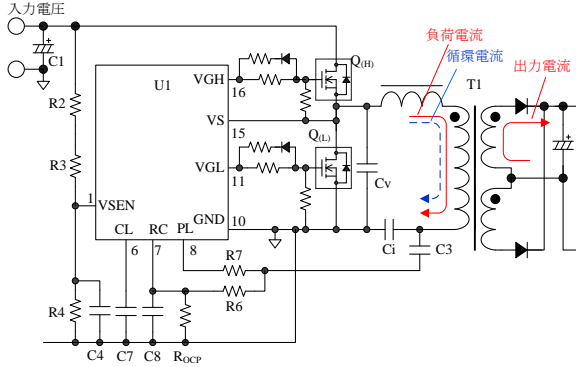 入力電圧
C1
U1
VGH
16
Q(H)
負荷電流
循環電流
T1
出力電流
R2
VS
15
Q(L)
R3
VGL
11
1
VSEN
Cv
GND
10
CL
RC
PL
6
7
8
Ci
C3
R7
R6
R4
C4
C7
C8
ROCP